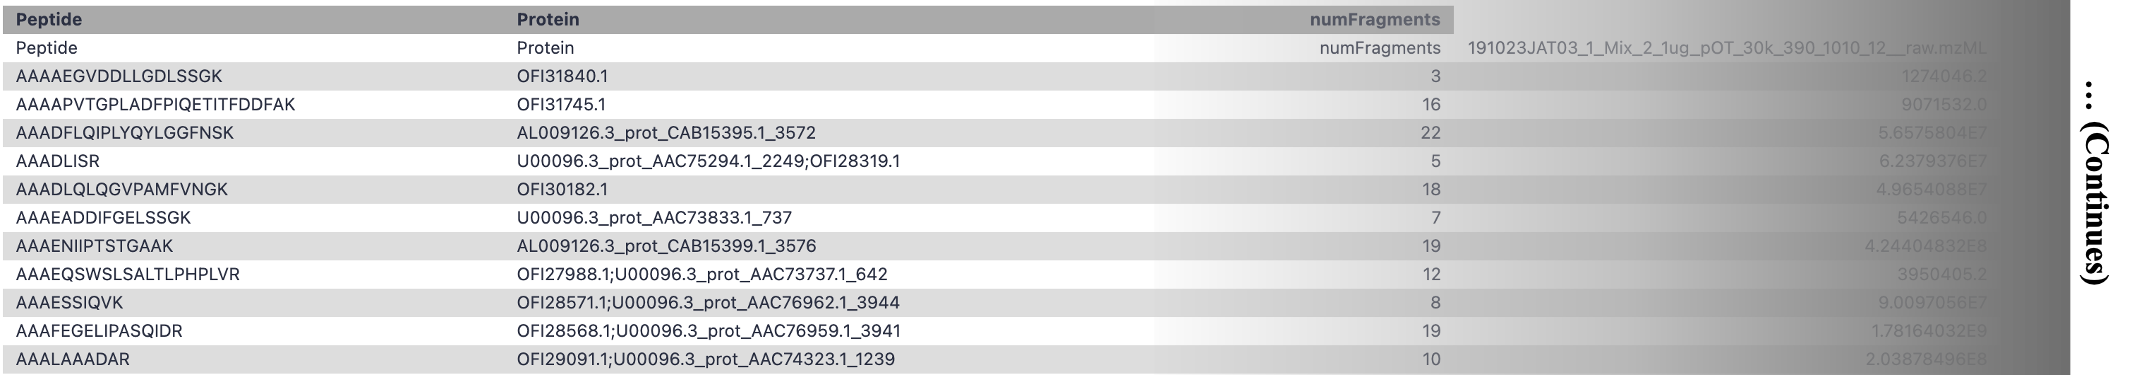 Peptide Protein numFragments
Peptide Protein numFragments 191023JAT03_1_Mix_2_1ug_pOT_30k_390_1010_12__raw.mzML
AAAAEGVDDLLGDLSSGK OFI31840.1 3 1274046.2
AAAAPVTGPLADFPIQETITFDDFAK OFI31745.1 16 9071532.0
AAADFLQIPLYQYLGGFNSK AL009126.3_prot_CAB15395.1_3572 22 5.6575804E7
AAADLISR U00096.3_prot_AAC75294.1_2249;OFI28319.1 5 6.2379376E7
AAADLQLQGVPAMFVNGK OFI30182.1 18 4.9654088E7
AAAEADDIFGELSSGK U00096.3_prot_AAC73833.1_737 7 5426546.0
AAAENIIPTSTGAAK AL009126.3_prot_CAB15399.1_3576 19 4.24404832E8
AAAEQSWSLSALTLPHPLVR OFI27988.1;U00096.3_prot_AAC73737.1_642 12 3950405.2
AAAESSIQVK OFI28571.1;U00096.3_prot_AAC76962.1_3944 8 9.0097056E7
AAAFEGELIPASQIDR OFI28568.1;U00096.3_prot_AAC76959.1_3941 19 1.78164032E9
AAALAAADAR OFI29091.1;U00096.3_prot_AAC74323.1_1239 10 2.03878496E8
... (Continues)